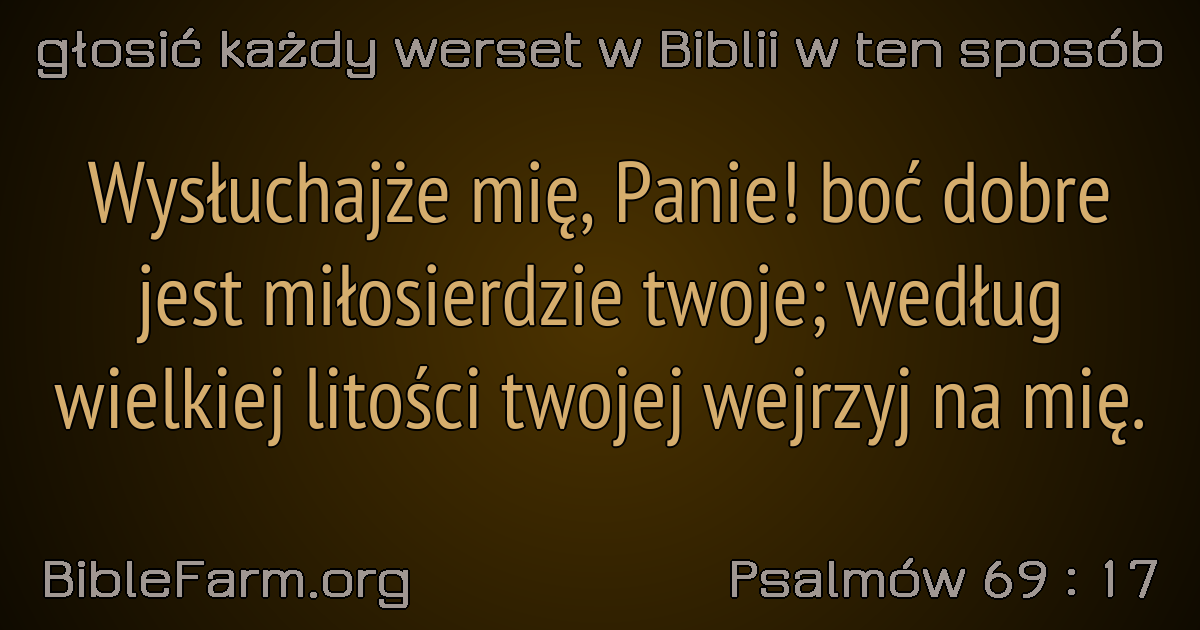 głosić każdy werset w Biblii w ten sposób
Wysłuchajże mię, Panie! boć dobre
jest miłosierdzie twoje; według
wielkiej litości twojej wejrzyj na mię.
BibleFarm.org
Psalmów 69 : 17